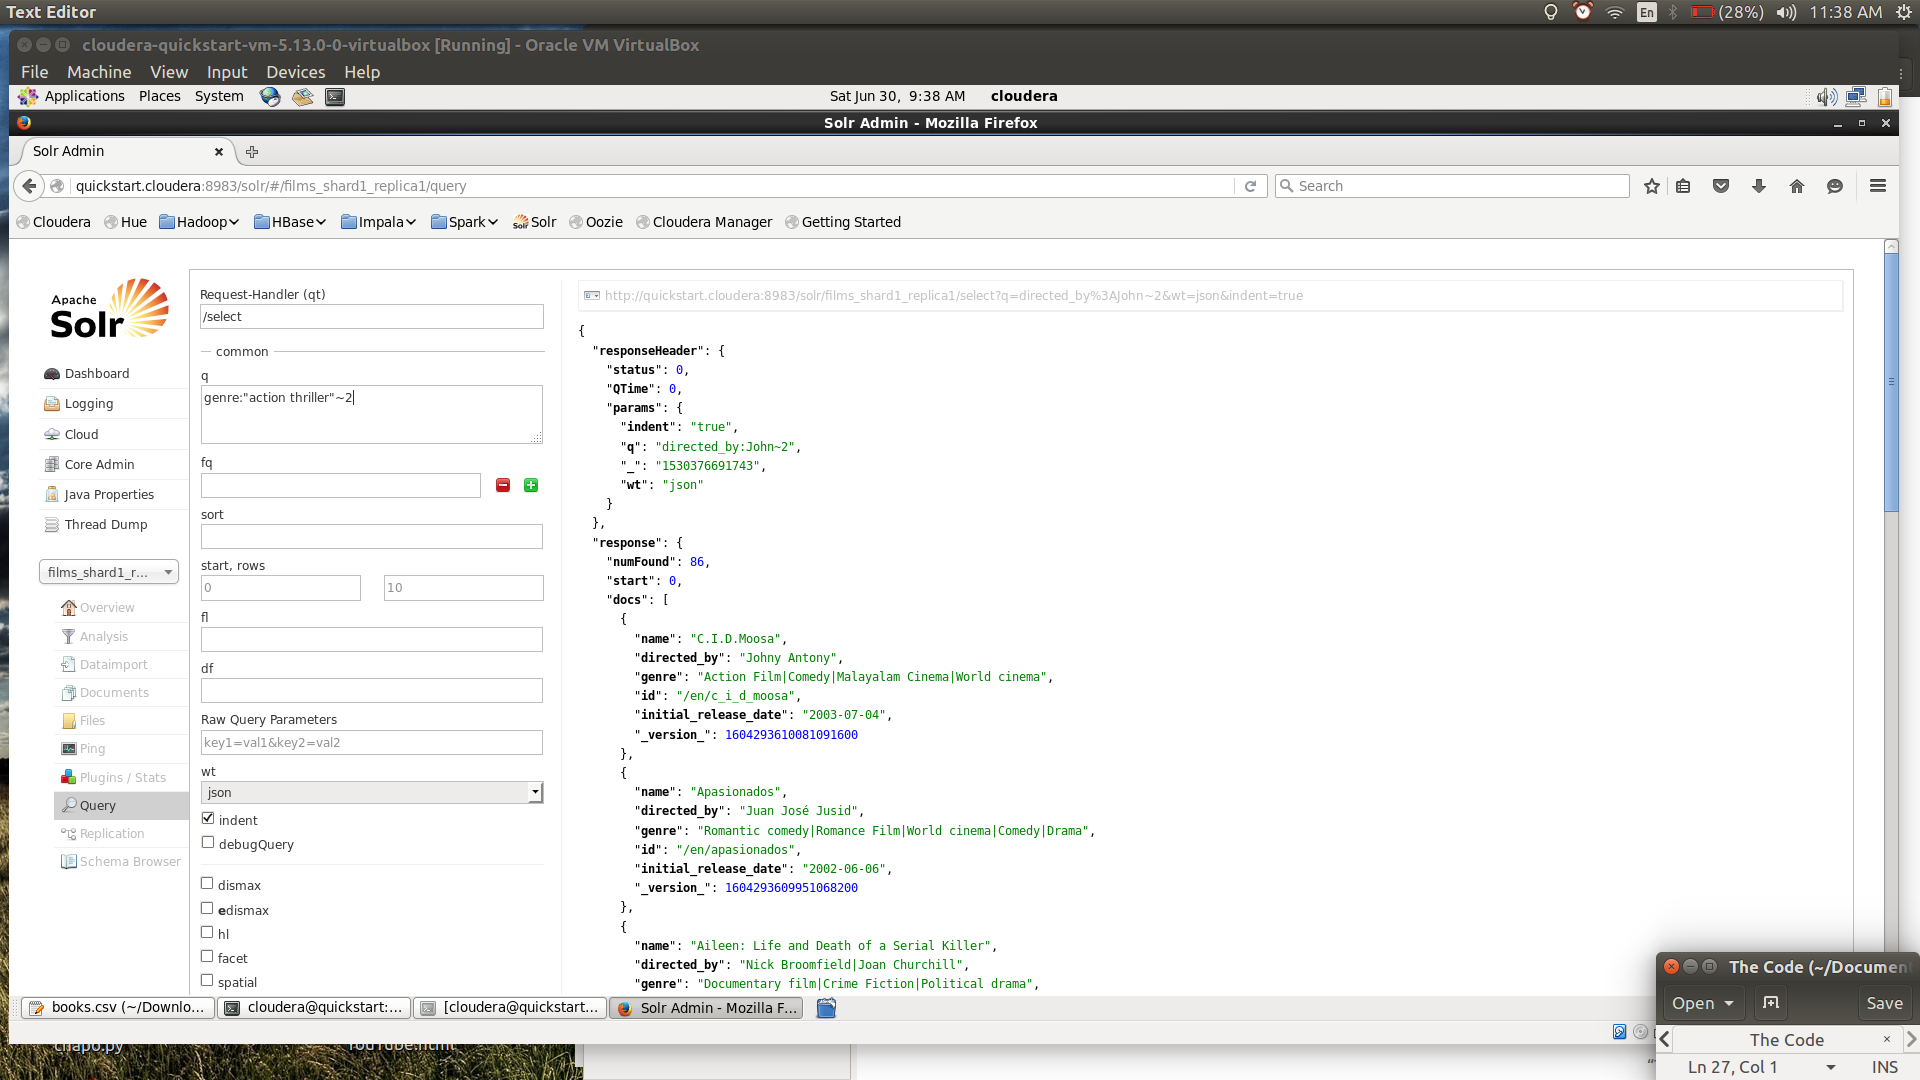 Text Editor
En
(28%)
11:38 AM
cloudera-quickstart-vm-5.13.0-0-virtualbox [Running] - Oracle VM VirtualBox
File Machine View Input Devices Help
Applications Places System
Sat Jun 30, 9:38 AM cloudera
Solr Admin - Mozilla Firefox
Solr Admin
quickstart.cloudera:8983/solr/#/films_shard1_replica1/query
Search
Cloudera Hue Hadoop HBase Impala Spark Solr Oozie Cloudera Manager Getting Started
Apache
Solr
Dashboard
Logging
Cloud
Core Admin
Java Properties
Thread Dump
films_shard1_r...
Overview
Analysis
Dataimport
Documents
Files
Ping
Plugins / Stats
Query
Replication
Schema Browser
Request-Handler (qt)
/select
common
q
genre:"action thriller"~2
fq
sort
start, rows
0
10
fl
df
Raw Query Parameters
key1=val1&key2=val2
wt
json
indent
debugQuery
dismax
edismax
hl
facet
spatial
http://quickstart.cloudera:8983/solr/films_shard1_replica1/select?q=directed_by%3AJohn~2&wt=json&indent=true
{
"responseHeader": {
"status": 0,
"QTime": 0,
"params": {
"indent": "true",
"q": "directed_by:John~2",
"_": "1530376691743",
"wt": "json"
}
},
"response": {
"numFound": 86,
"start": 0,
"docs": [
{
"name": "C.I.D.Moosa",
"directed_by": "Johny Antony",
"genre": "Action Film|Comedy|Malayalam Cinema|World cinema",
"id": "/en/c_i_d_moosa",
"initial_release_date": "2003-07-04",
"_version_": 1604293610081091600
},
{
"name": "Apasionados",
"directed_by": "Juan José Jusid",
"genre": "Romantic comedy|Romance Film|World cinema|Comedy|Drama",
"id": "/en/apasionados",
"initial_release_date": "2002-06-06",
"_version_": 1604293609951068200
},
{
"name": "Aileen: Life and Death of a Serial Killer",
"directed_by": "Nick Broomfield|Joan Churchill",
"genre": "Documentary film|Crime Fiction|Political drama",
books.csv (~/Downlo...
cloudera@quickstart:...
[cloudera@quickstart...
Solr Admin - Mozilla F...
chapo.py
YouTube.html
The Code (~/Document
Open
Save
The Code
Ln 27, Col 1
INS